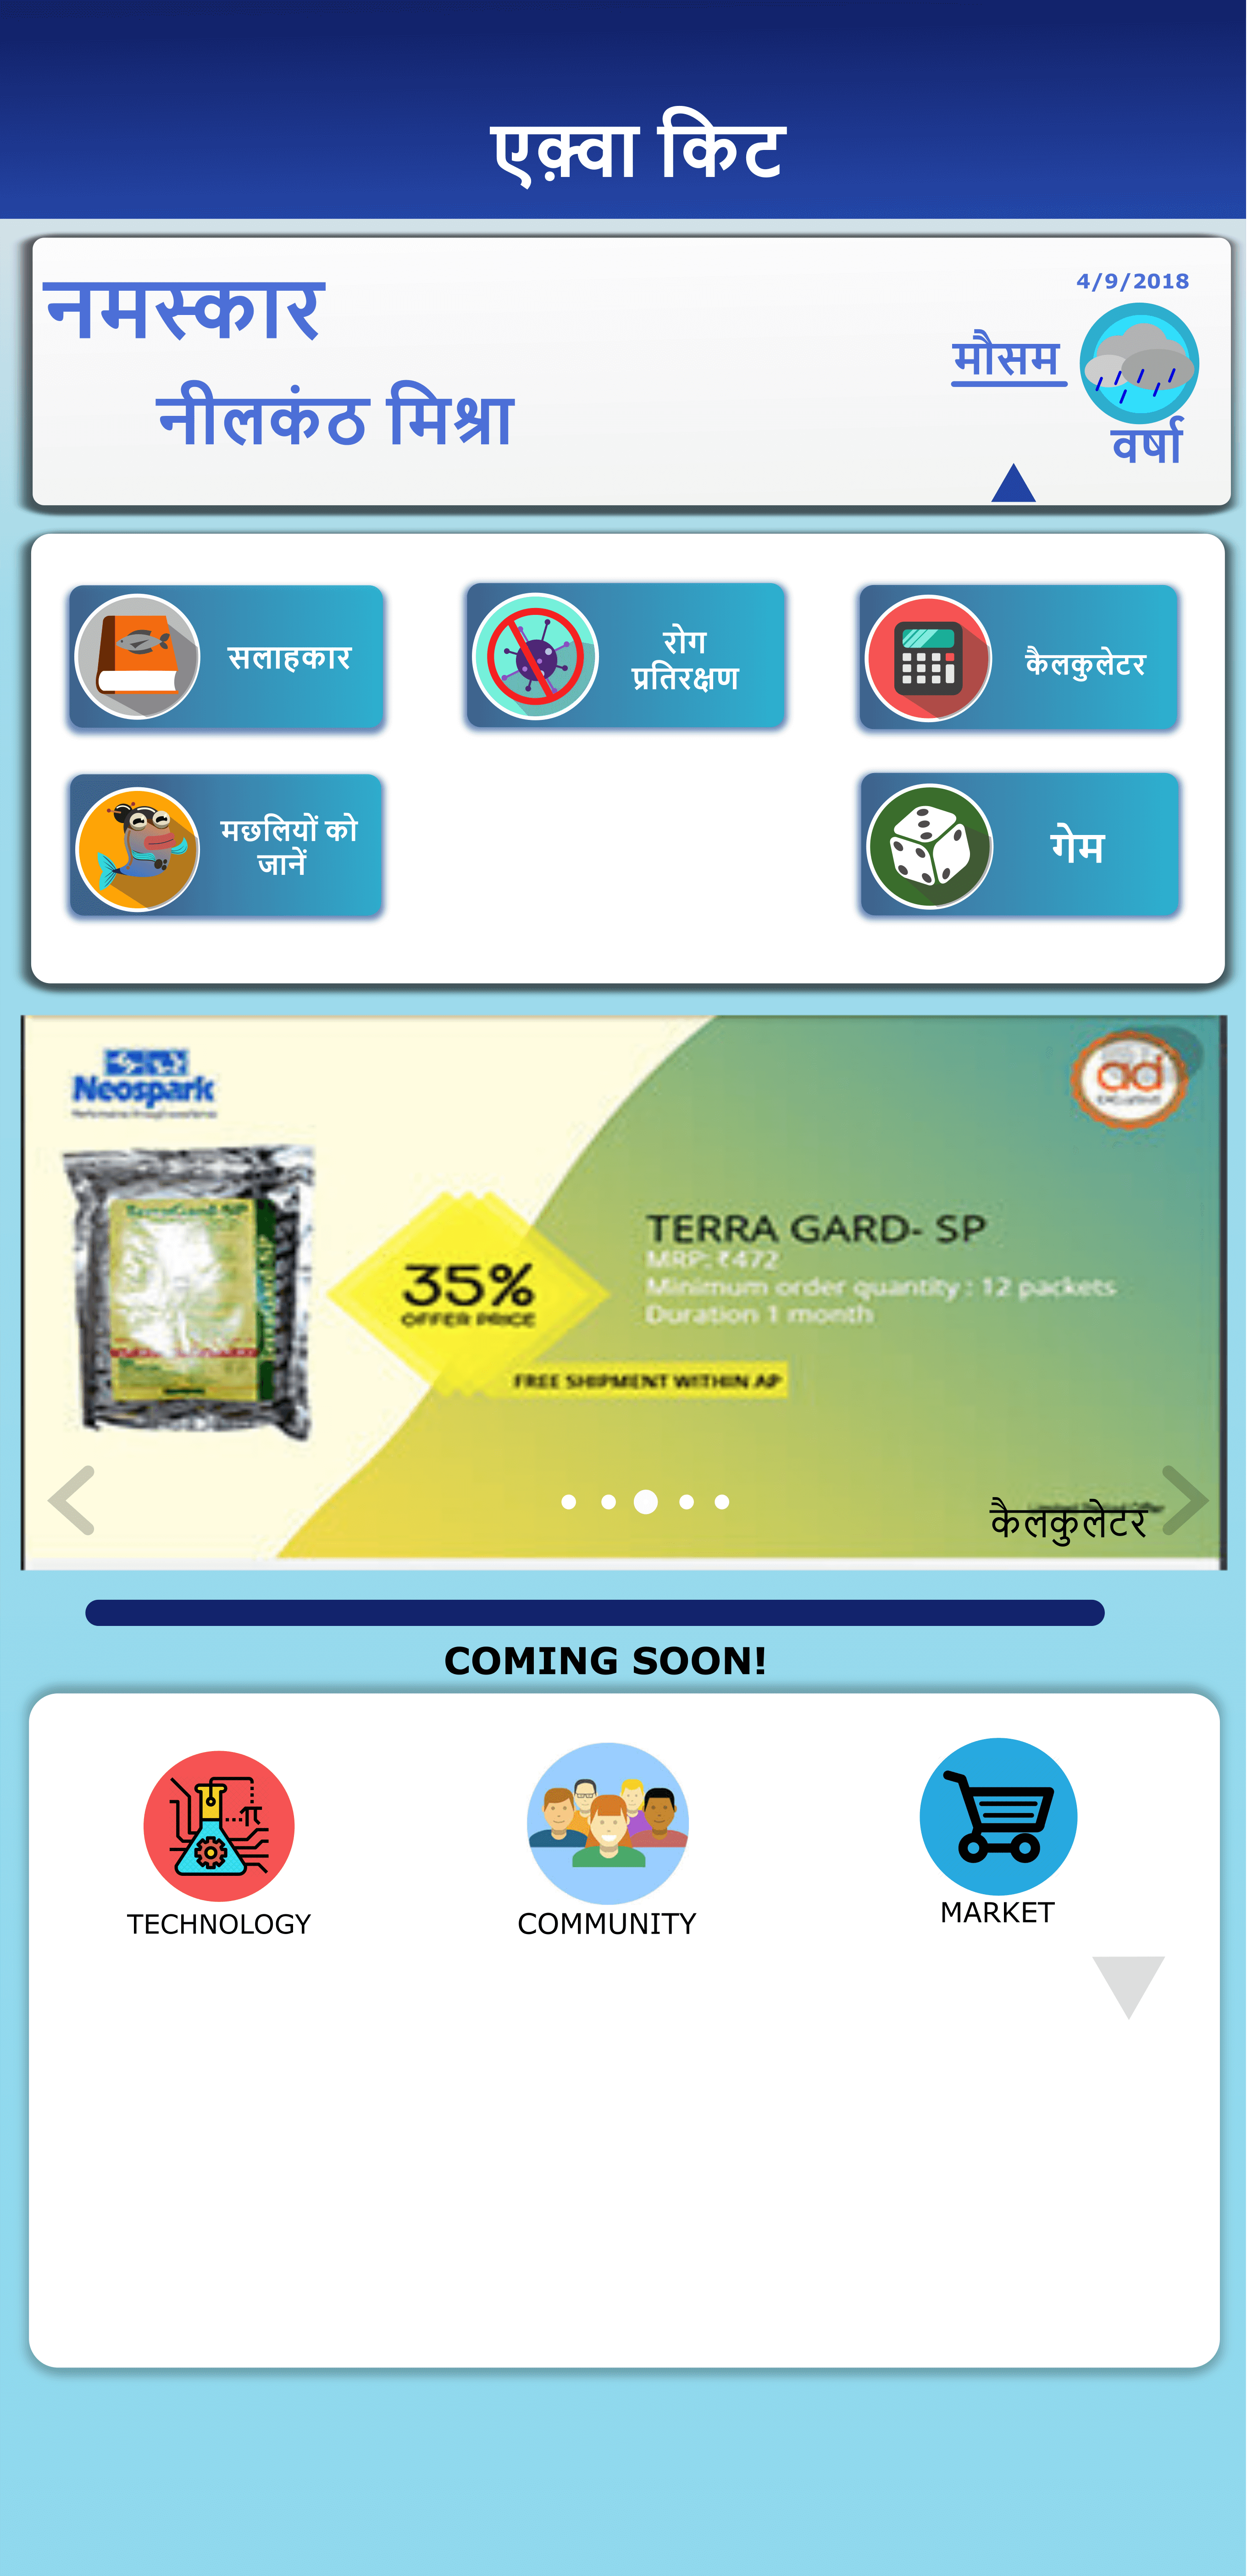 एक़्वा किट
नमस्कार
नीलकंठ मिश्रा
4/9/2018
मौसम
वर्षा
सलाहकार
रोग
प्रतिरक्षण
कैलकुलेटर
मछलियों को
जानें
गेम
Neospark
ad
TerraGard-SP
TERRA GARD- SP
MRP: ₹472
Minimum order quantity : 12 packets
Duration 1 month
35%
OFFER PRICE
FREE SHIPMENT WITHIN AP
कैलकुलेटर
COMING SOON!
π
TECHNOLOGY
COMMUNITY
MARKET